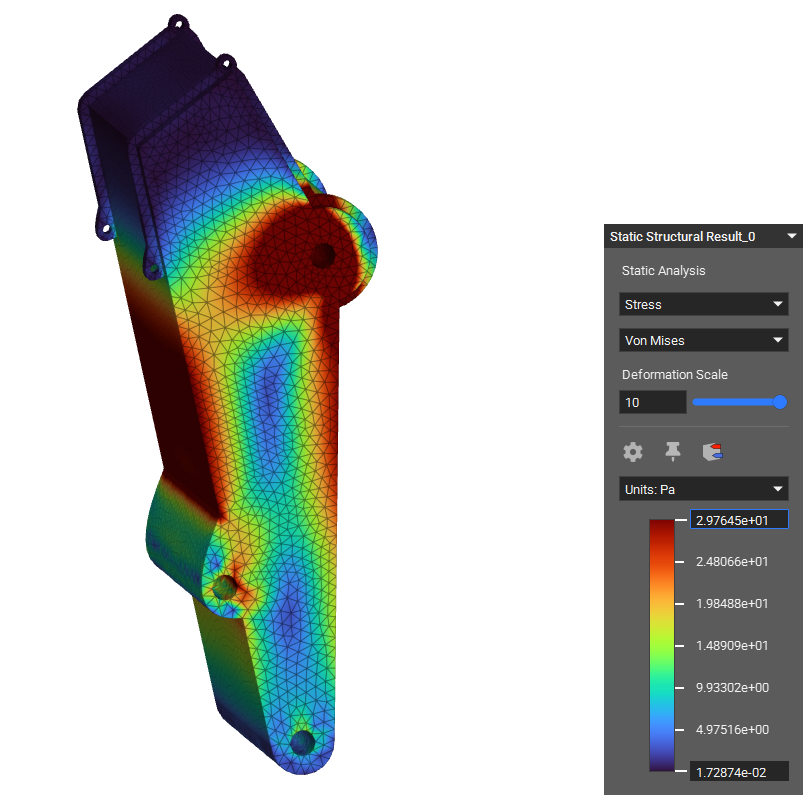 Static Structural Result_0
Static Analysis
Stress
Von Mises
Deformation Scale
10
Units: Pa
2.97645e+01
2.48066e+01
1.98488e+01
1.48909e+01
9.93302e+00
4.97516e+00
1.72874e-02